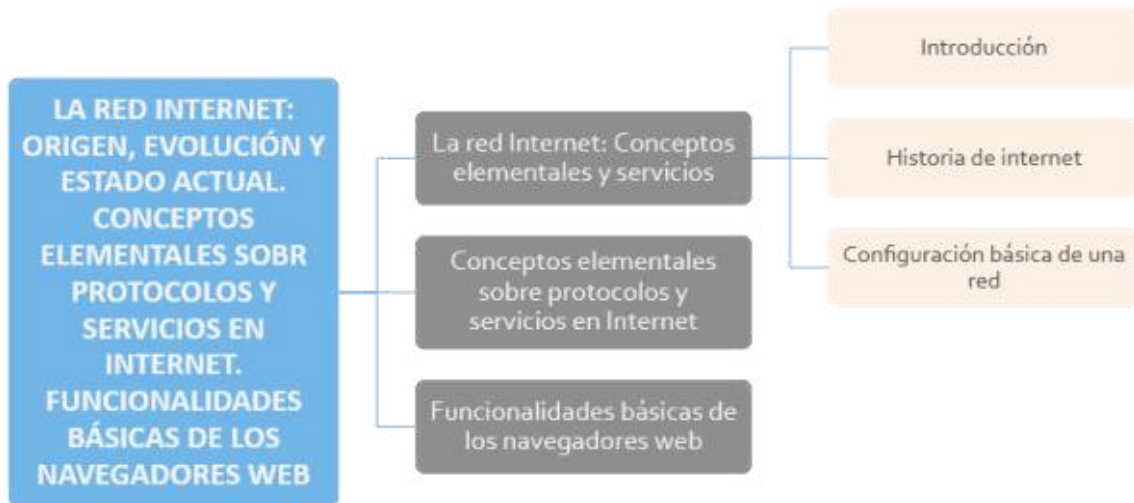 LA RED INTERNET:
ORIGEN, EVOLUCIÓN Y
ESTADO ACTUAL.
CONCEPTOS
ELEMENTALES SOBR
PROTOCOLOS Y
SERVICIOS EN
INTERNET.
FUNCIONALIDADES
BÁSICAS DE LOS
NAVEGADORES WEB
La red Internet: Conceptos
elementales y servicios
Introducción
Historia de internet
Configuración básica de una
red
Conceptos elementales
sobre protocolos y
servicios en Internet
Funcionalidades básicas de
los navegadores web